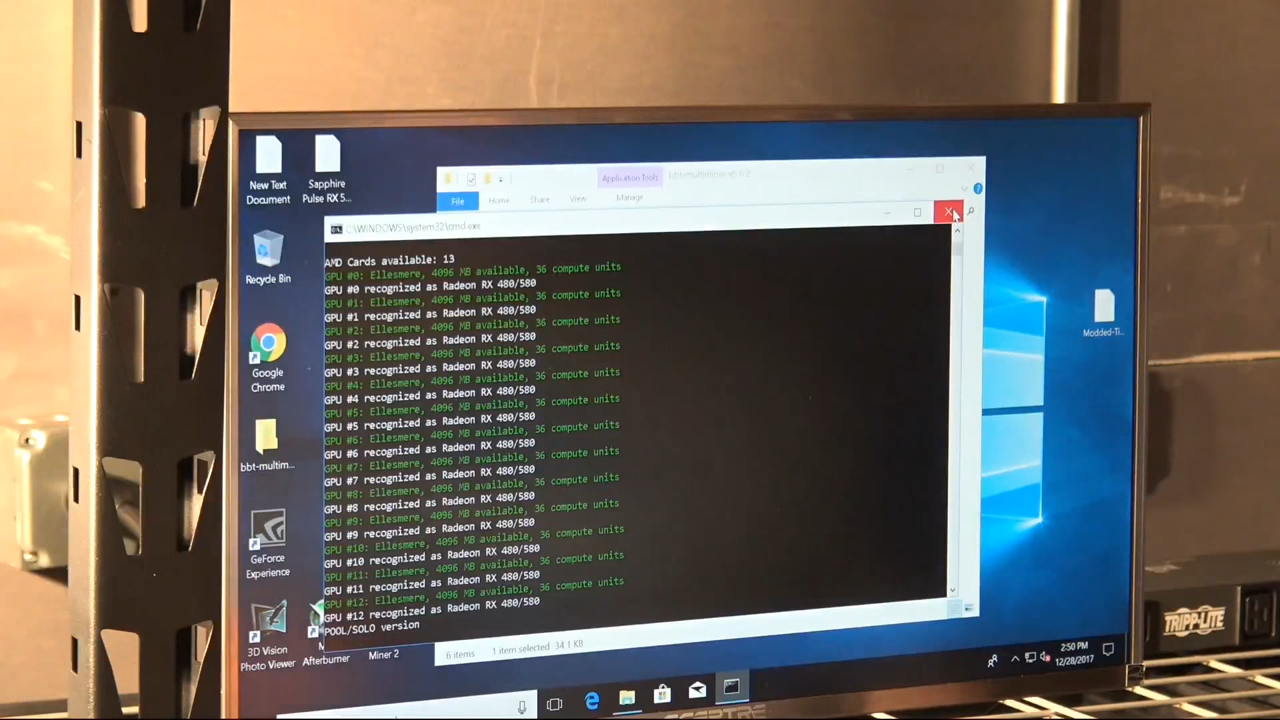 New Text
Document
Sapphire
Pulse RX 5...
Recycle Bin
Google
Chrome
bbt-multim...
GeForce
Experience
3D Vision
Photo Viewer
Afterburner
Miner 2
Application Tools
File
Home
Share
View
Manage
C:\WINDOWS\system32\cmd.exe
AMD Cards available: 13
GPU #0: Ellesmere, 4096 MB available, 36 compute units
GPU #0 recognized as Radeon RX 480/580
GPU #1: Ellesmere, 4096 MB available, 36 compute units
GPU #1 recognized as Radeon RX 480/580
GPU #2: Ellesmere, 4096 MB available, 36 compute units
GPU #2 recognized as Radeon RX 480/580
GPU #3: Ellesmere, 4096 MB available, 36 compute units
GPU #3 recognized as Radeon RX 480/580
GPU #4: Ellesmere, 4096 MB available, 36 compute units
GPU #4 recognized as Radeon RX 480/580
GPU #5: Ellesmere, 4096 MB available, 36 compute units
GPU #5 recognized as Radeon RX 480/580
GPU #6: Ellesmere, 4096 MB available, 36 compute units
GPU #6 recognized as Radeon RX 480/580
GPU #7: Ellesmere, 4096 MB available, 36 compute units
GPU #7 recognized as Radeon RX 480/580
GPU #8: Ellesmere, 4096 MB available, 36 compute units
GPU #8 recognized as Radeon RX 480/580
GPU #9: Ellesmere, 4096 MB available, 36 compute units
GPU #9 recognized as Radeon RX 480/580
GPU #10: Ellesmere, 4096 MB available, 36 compute units
GPU #10 recognized as Radeon RX 480/580
GPU #11: Ellesmere, 4096 MB available, 36 compute units
GPU #11 recognized as Radeon RX 480/580
GPU #12: Ellesmere, 4096 MB available, 36 compute units
GPU #12 recognized as Radeon RX 480/580
POOL/SOLO version
6 items
1 item selected 34.1 KB
Modded-Ti...
2:50 PM
12/28/2017
SCEPTRE
TRIPP-LITE